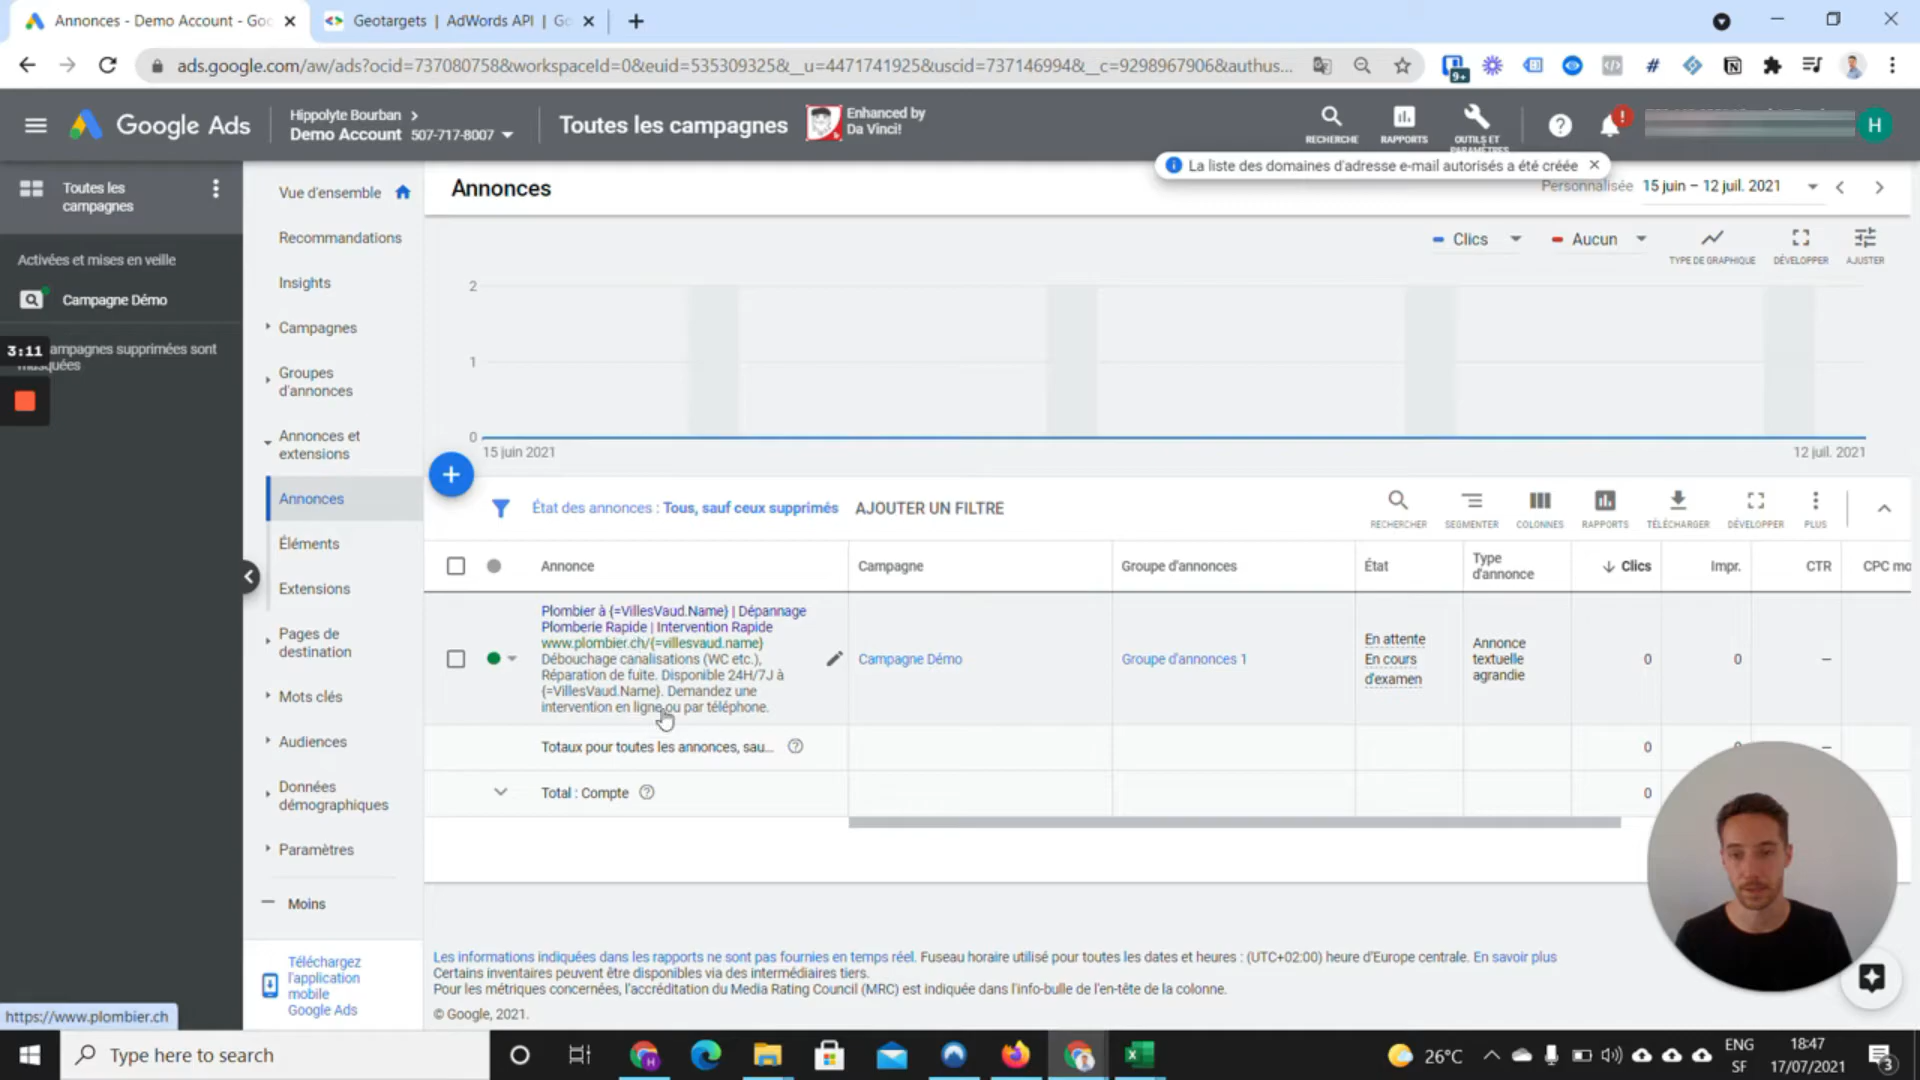 Annonces - Demo Account - Goo
Geotargets | AdWords API | Go
ads.google.com/aw/ads?ocid=737080758&workspaceId=0&euid=535309325&__u=4471741925&uscid=737146994&__c=9298967906&authus...
9+
Google Ads
Hippolyte Bourban
Demo Account 507-717-8007
Toutes les campagnes
Enhanced by
Da Vinci!
RECHERCHE
RAPPORTS
OUTILS ET
PARAMÈTRES
H
La liste des domaines d'adresse e-mail autorisés a été créée
Toutes les
campagnes
Activées et mises en veille
Campagne Démo
3:11
ampagnes supprimées sont
masquées
Vue d'ensemble
Recommandations
Insights
Campagnes
Groupes
d'annonces
Annonces et
extensions
Annonces
Éléments
Extensions
Pages de
destination
Mots clés
Audiences
Données
démographiques
Paramètres
Moins
Téléchargez
l'application
mobile
Google Ads
Annonces
Personnalisée 15 juin – 12 juil. 2021
Clics
Aucun
TYPE DE GRAPHIQUE
DÉVELOPPER
AJUSTER
2
1
0
15 juin 2021
12 juil. 2021
État des annonces : Tous, sauf ceux supprimés
AJOUTER UN FILTRE
RECHERCHER
SEGMENTER
COLONNES
RAPPORTS
TÉLÉCHARGER
DÉVELOPPER
PLUS
Annonce
Campagne
Groupe d'annonces
État
Type
d'annonce
Clics
Impr.
CTR
CPC mo
Plombier à {=VillesVaud.Name} | Dépannage
Plomberie Rapide | Intervention Rapide
www.plombier.ch/{=villesvaud.name}
Débouchage canalisations (WC etc.),
Réparation de fuite. Disponible 24H/7J à
{=VillesVaud.Name}. Demandez une
intervention en ligne ou par téléphone.
Campagne Démo
Groupe d'annonces 1
En attente
En cours
d'examen
Annonce
textuelle
agrandie
0
0
–
Totaux pour toutes les annonces, sau...
0
0
–
Total : Compte
0
Les informations indiquées dans les rapports ne sont pas fournies en temps réel. Fuseau horaire utilisé pour toutes les dates et heures : (UTC+02:00) heure d'Europe centrale. En savoir plus
Certains inventaires peuvent être disponibles via des intermédiaires tiers.
Pour les métriques concernées, l'accréditation du Media Rating Council (MRC) est indiquée dans l'info-bulle de l'en-tête de la colonne.
© Google, 2021.
https://www.plombier.ch
Type here to search
26°C
ENG
SF
18:47
17/07/2021
3